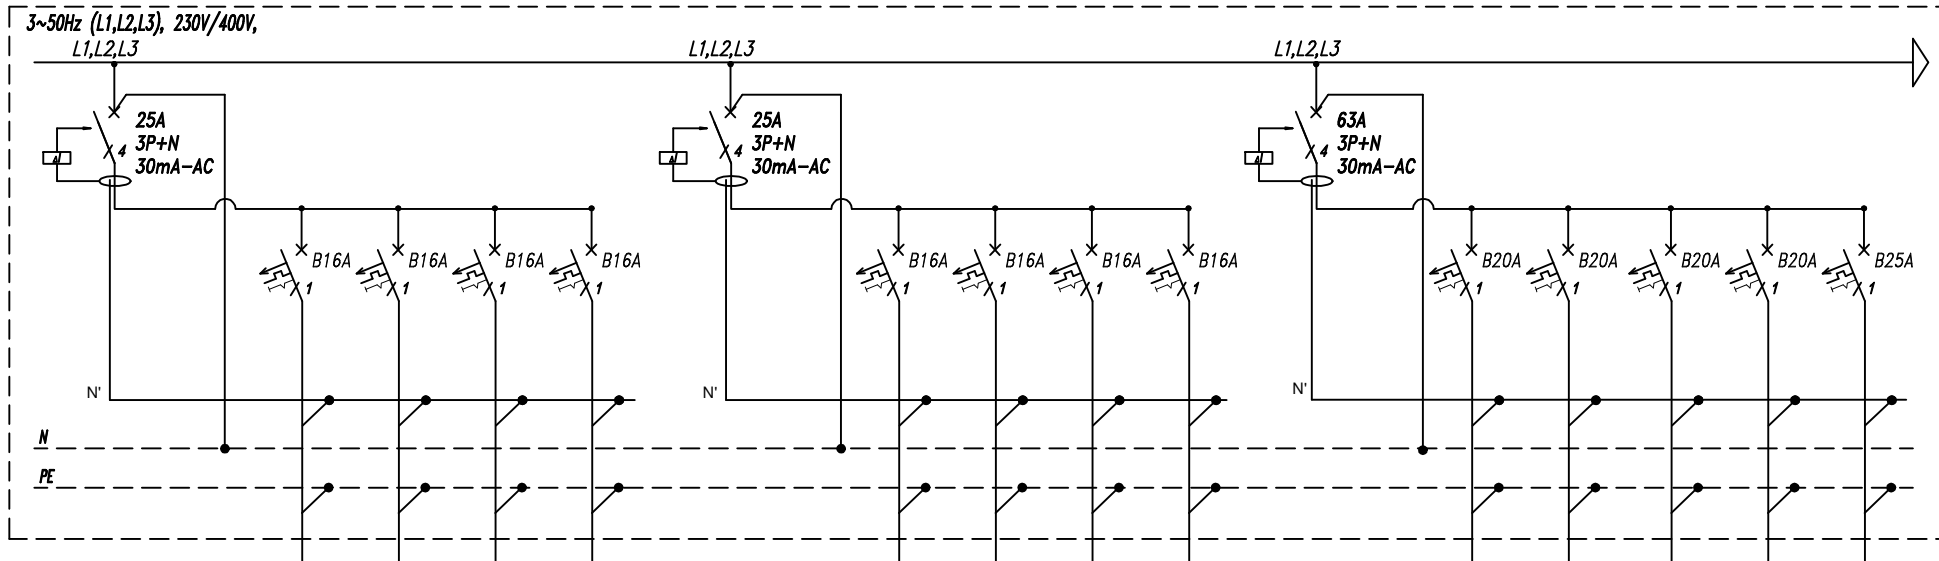 3~50Hz (L1,L2,L3), 230V/400V,
L1,L2,L3 L1,L2,L3 L1,L2,L3
25A 25A 63A
3P+N 3P+N 3P+N
4 4 4
30mA-AC 30mA-AC 30mA-AC
B16A B16A B16A B16A B16A B16A B16A B16A B20A B20A B20A B20A B25A
1 1 1 1 1 1 1 1 1 1 1 1 1
N' N' N'
N
PE